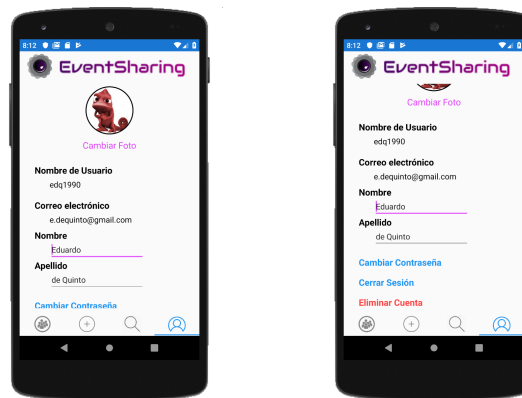 8:12
EventSharing
Cambiar Foto
Nombre de Usuario
edq1990
Correo electrónico
e.dequinto@gmail.com
Nombre
Eduardo
Apellido
de Quinto
Cambiar Contraseña
8:12
EventSharing
Cambiar Foto
Nombre de Usuario
edq1990
Correo electrónico
e.dequinto@gmail.com
Nombre
Eduardo
Apellido
de Quinto
Cambiar Contraseña
Cerrar Sesión
Eliminar Cuenta